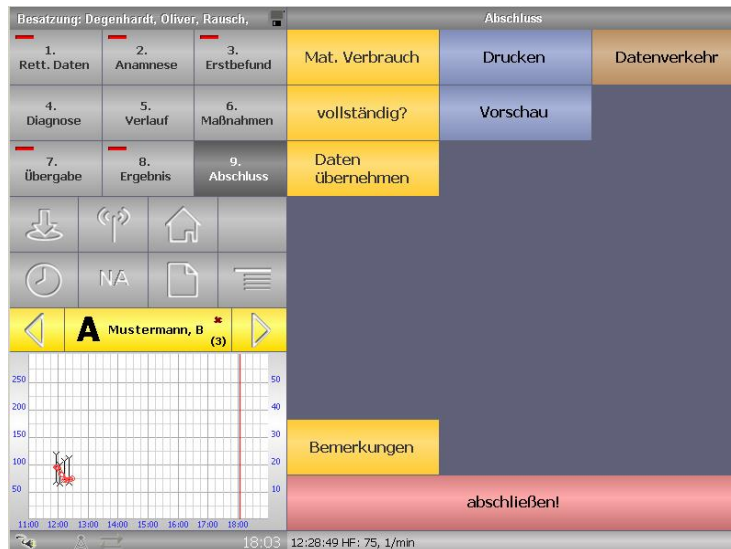 Besatzung: Degenhardt, Oliver, Rausch,
Abschluss
1.
Rett. Daten
2.
Anamnese
3.
Erstbefund
4.
Diagnose
5.
Verlauf
6.
Maßnahmen
7.
Übergabe
8.
Ergebnis
9.
Abschluss
NA
A Mustermann, B
(3)
250
200
150
100
50
50
40
30
20
10
11:00 12:00 13:00 14:00 15:00 16:00 17:00 18:00
18:03
Mat. Verbrauch
Drucken
Datenverkehr
vollständig?
Vorschau
Daten
übernehmen
Bemerkungen
abschließen!
12:28:49 HF: 75, 1/min